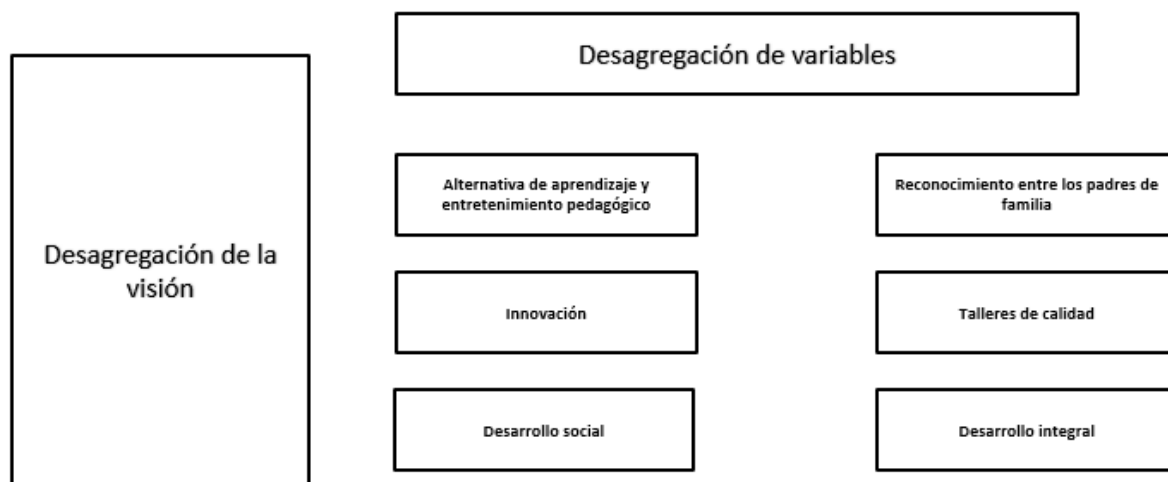 Desagregación de variables
Desagregación de la
visión
Alternativa de aprendizaje y
entretenimiento pedagógico
Reconocimiento entre los padres de
familia
Innovación
Talleres de calidad
Desarrollo social
Desarrollo integral